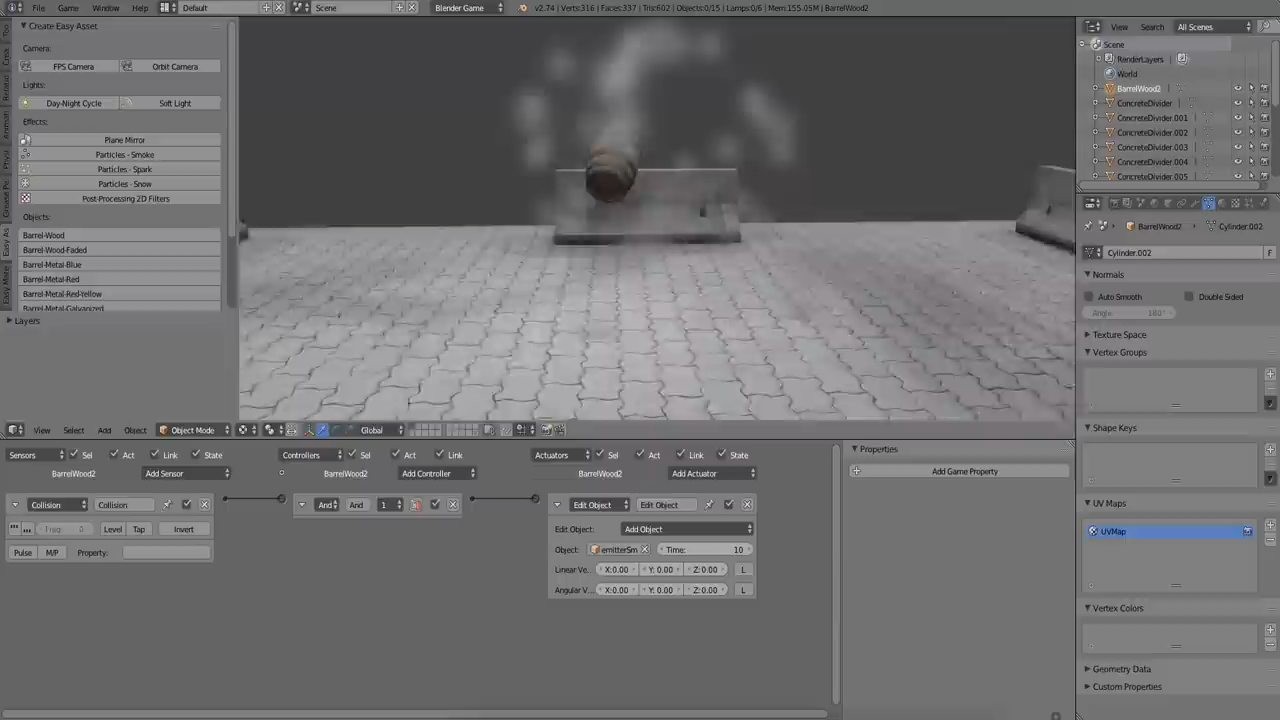 File Game Window Help Default Scene Blender Game v2.74 | Verts:316 | Faces:337 | Tris:602 | Objects:0/15 | Lamps:0/6 | Mem:155.05M | BarrelWood2
Create Easy Asset
Camera:
FPS Camera Orbit Camera
Lights:
Day-Night Cycle Soft Light
Effects:
Plane Mirror
Particles - Smoke
Particles - Spark
Particles - Snow
Post-Processing 2D Filters
Objects:
Barrel-Wood
Barrel-Wood-Faded
Barrel-Metal-Blue
Barrel-Metal-Red
Barrel-Metal-Red-Yellow
Barrel-Metal-Galvanized
Layers
View Search All Scenes
Scene
RenderLayers
World
BarrelWood2
ConcreteDivider
ConcreteDivider.001
ConcreteDivider.002
ConcreteDivider.003
ConcreteDivider.004
ConcreteDivider.005
BarrelWood2 Cylinder.002
Cylinder.002 F
Normals
Auto Smooth Double Sided
Angle: 180°
Texture Space
Vertex Groups
Shape Keys
UV Maps
UVMap
Vertex Colors
Geometry Data
Custom Properties
View Select Add Object Object Mode Global
Sensors Sel Act Link State Controllers Sel Act Link Actuators Sel Act Link State
BarrelWood2 Add Sensor BarrelWood2 Add Controller BarrelWood2 Add Actuator
Collision Collision And And 1 Edit Object Edit Object
Freq: 0 Level Tap Invert
Pulse M/P Property:
Edit Object: Add Object
Object: emitterSm Time: 10
Linear Ve... X:0.00 Y: 0.00 Z: 0.00 L
Angular V... X:0.00 Y: 0.00 Z: 0.00 L
Properties
Add Game Property